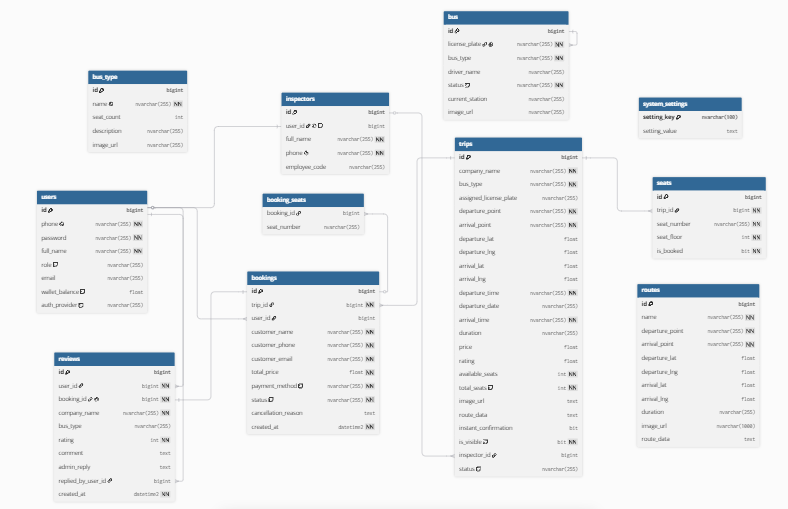 bus_type
id bigint
name nvarchar(255) NN
seat_count int
description nvarchar(255)
image_url nvarchar(255)
users
id bigint
phone nvarchar(255) NN
password nvarchar(255)
full_name nvarchar(255) NN
role nvarchar(255)
email nvarchar(255)
wallet_balance float
auth_provider nvarchar(255) NN
reviews
id bigint
user_id bigint NN
booking_id bigint NN
company_name nvarchar(255) NN
bus_type nvarchar(255)
rating int NN
comment text
admin_reply text
replied_by_user_id bigint
created_at datetime2 NN
inspectors
id bigint
user_id bigint
full_name nvarchar(255) NN
phone nvarchar(255) NN
employee_code nvarchar(255)
booking_seats
booking_id bigint NN
seat_number nvarchar(255)
bookings
id bigint
trip_id bigint NN
user_id bigint
customer_name nvarchar(255) NN
customer_phone nvarchar(255) NN
customer_email nvarchar(255) NN
total_price float NN
payment_method nvarchar(255) NN
status nvarchar(255) NN
cancellation_reason text
created_at datetime2 NN
bus
id bigint
license_plate nvarchar(255) NN
bus_type nvarchar(255) NN
driver_name nvarchar(255)
status nvarchar(255) NN
current_station nvarchar(255)
image_url nvarchar(255)
trips
id bigint
company_name nvarchar(255) NN
bus_type nvarchar(255) NN
assigned_license_plate nvarchar(255)
departure_point nvarchar(255) NN
arrival_point nvarchar(255) NN
departure_lat float
departure_lng float
arrival_lat float
arrival_lng float
departure_time nvarchar(255) NN
departure_date nvarchar(255)
arrival_time nvarchar(255) NN
duration nvarchar(255)
price float
rating float
available_seats int NN
total_seats int NN
image_url text
route_data text
instant_confirmation bit
is_visible bit NN
inspector_id bigint
status nvarchar(255)
system_settings
setting_key nvarchar(100)
setting_value text
seats
id bigint
trip_id bigint NN
seat_number nvarchar(255) NN
seat_floor int NN
is_booked bit NN
routes
id bigint
name nvarchar(255) NN
departure_point nvarchar(255) NN
arrival_point nvarchar(255) NN
departure_lat float
departure_lng float
arrival_lat float
arrival_lng float
duration nvarchar(255)
image_url nvarchar(1000)
route_data text